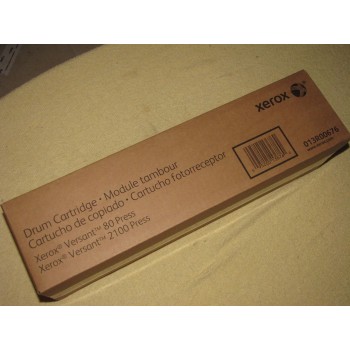 xerox
Drum Cartridge • Module tambour
Cartucho de copiado • Cartucho fotorreceptor
Xerox® Versant™ 80 Press
Xerox® Versant™ 2100 Press
013R00676